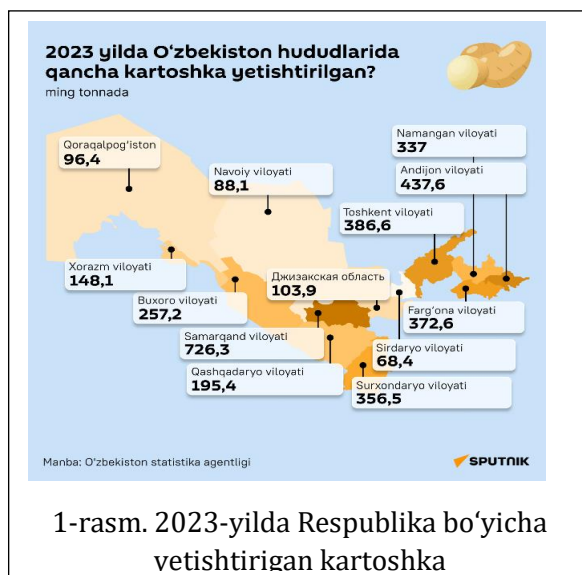 2023 yilda O'zbekiston hududlarida
qancha kartoshka yetishtirilgan?
ming tonnada
Qoraqalpog'iston
96,4
Navoiy viloyati
88,1
Namangan viloyati
337
Andijon viloyati
437,6
Toshkent viloyati
386,6
Xorazm viloyati
148,1
Джизакская область
103,9
Buxoro viloyati
257,2
Farg'ona viloyati
372,6
Samarqand viloyati
726,3
Sirdaryo viloyati
68,4
Qashqadaryo viloyati
195,4
Surxondaryo viloyati
356,5
Manba: O'zbekiston statistika agentligi
SPUTNIK
1-rasm. 2023-yilda Respublika bo‘yicha
yetishtirigan kartoshka